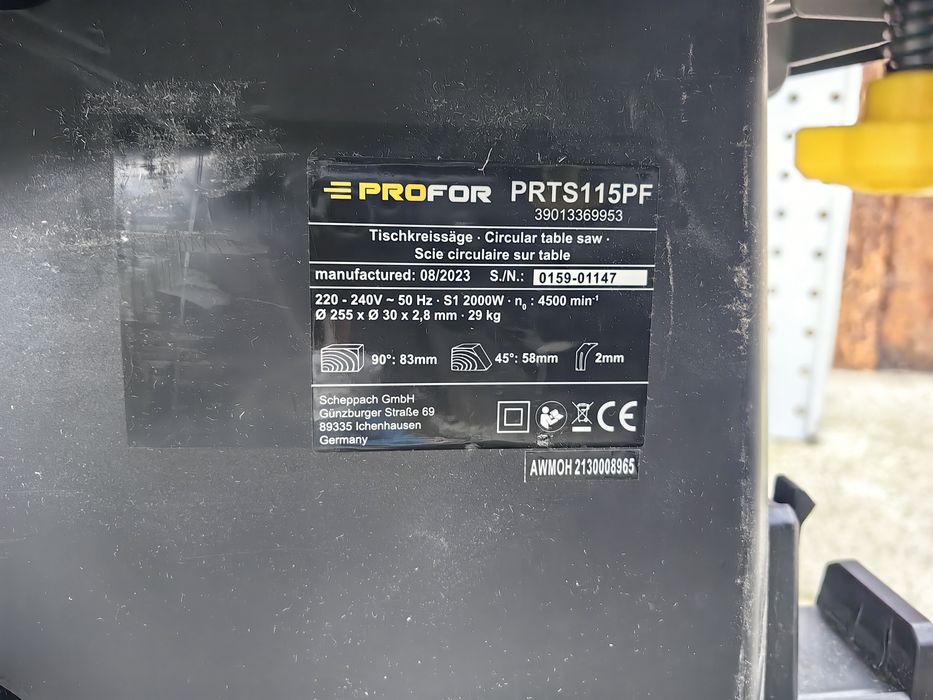 PROFOR PRTS115PF
39013369953
Tischkreissäge · Circular table saw ·
Scie circulaire sur table
manufactured: 08/2023 S./N.: 0159-01147
220 - 240V ~ 50 Hz · S1 2000W · n₀ : 4500 min⁻¹
Ø 255 x Ø 30 x 2,8 mm · 29 kg
90°: 83mm 45°: 58mm 2mm
Scheppach GmbH
Günzburger Straße 69
89335 Ichenhausen
Germany
CE
AWMOH 2130008965